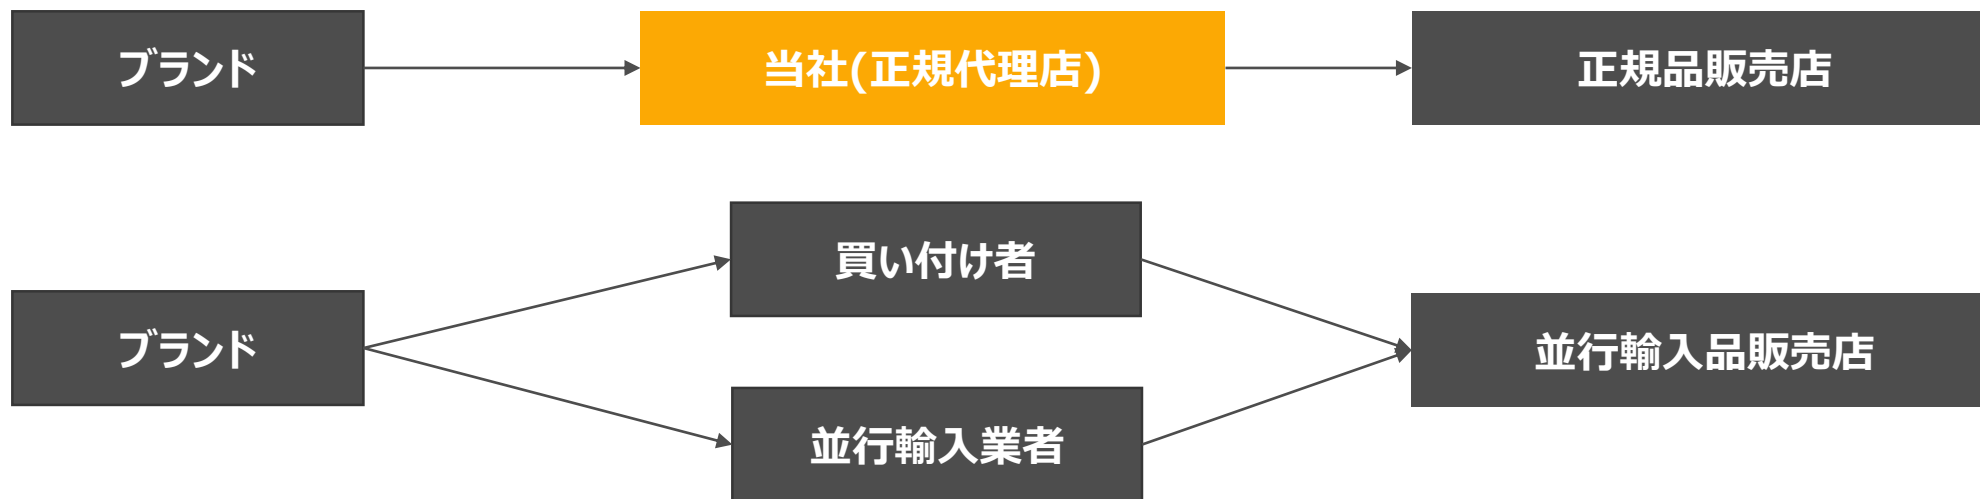 ブランド
当社(正規代理店)
正規品販売店
買い付け者
ブランド
並行輸入品販売店
並行輸入業者